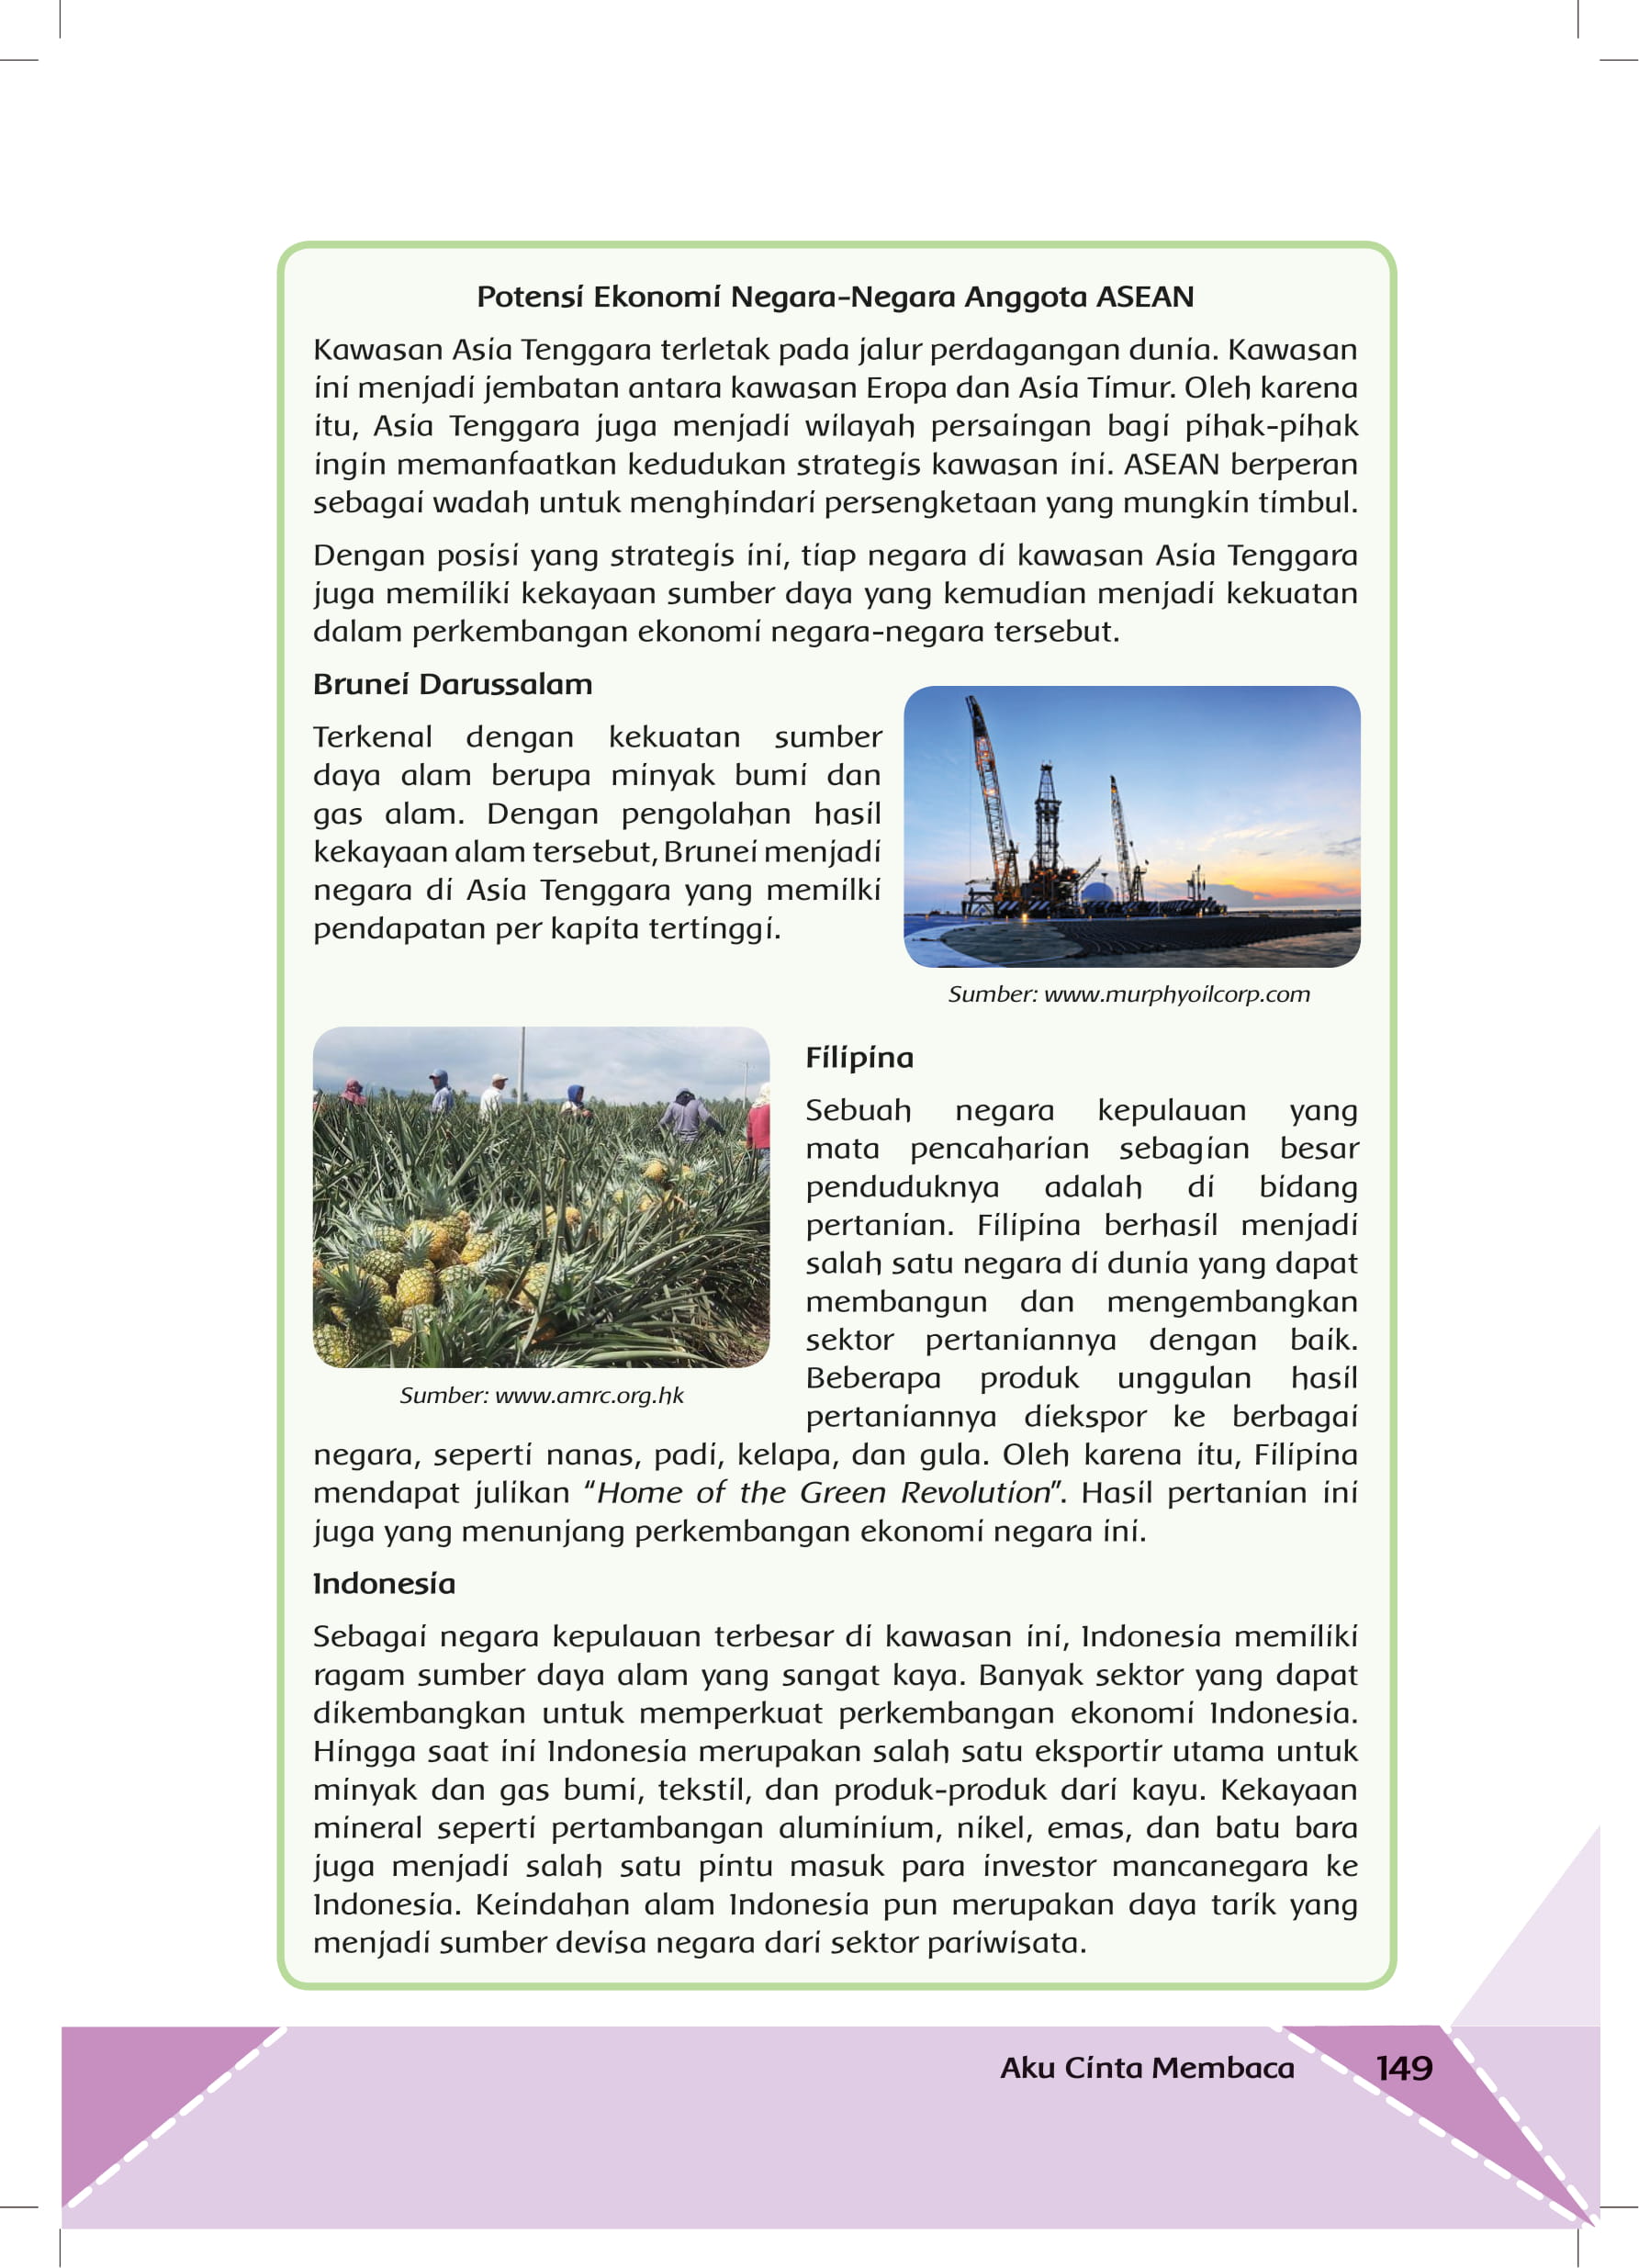 Potensi Ekonomi Negara-Negara Anggota ASEAN
Kawasan Asia Tenggara terletak pada jalur perdagangan dunia. Kawasan
ini menjadi jembatan antara kawasan Eropa dan Asia Timur. Oleh karena
itu, Asia Tenggara juga menjadi wilayah persaingan bagi pihak-pihak
ingin memanfaatkan kedudukan strategis kawasan ini. ASEAN berperan
sebagai wadah untuk menghindari persengketaan yang mungkin timbul.
Dengan posisi yang strategis ini, tiap negara di kawasan Asia Tenggara
juga memiliki kekayaan sumber daya yang kemudian menjadi kekuatan
dalam perkembangan ekonomi negara-negara tersebut.
Brunei Darussalam
Terkenal dengan kekuatan sumber
daya alam berupa minyak bumi dan
gas alam. Dengan pengolahan hasil
kekayaan alam tersebut, Brunei menjadi
negara di Asia Tenggara yang memilki
pendapatan per kapita tertinggi.
Sumber: www.murphyoilcorp.com
Filipina
Sebuah negara kepulauan yang
mata pencaharian sebagian besar
penduduknya adalah di bidang
pertanian. Filipina berhasil menjadi
salah satu negara di dunia yang dapat
membangun dan mengembangkan
sektor pertaniannya dengan baik.
Beberapa produk unggulan hasil
pertaniannya diekspor ke berbagai
Sumber: www.amrc.org.hk
negara, seperti nanas, padi, kelapa, dan gula. Oleh karena itu, Filipina
mendapat julikan “Home of the Green Revolution”. Hasil pertanian ini
juga yang menunjang perkembangan ekonomi negara ini.
Indonesia
Sebagai negara kepulauan terbesar di kawasan ini, Indonesia memiliki
ragam sumber daya alam yang sangat kaya. Banyak sektor yang dapat
dikembangkan untuk memperkuat perkembangan ekonomi Indonesia.
Hingga saat ini Indonesia merupakan salah satu eksportir utama untuk
minyak dan gas bumi, tekstil, dan produk-produk dari kayu. Kekayaan
mineral seperti pertambangan aluminium, nikel, emas, dan batu bara
juga menjadi salah satu pintu masuk para investor mancanegara ke
Indonesia. Keindahan alam Indonesia pun merupakan daya tarik yang
menjadi sumber devisa negara dari sektor pariwisata.
Aku Cinta Membaca 149